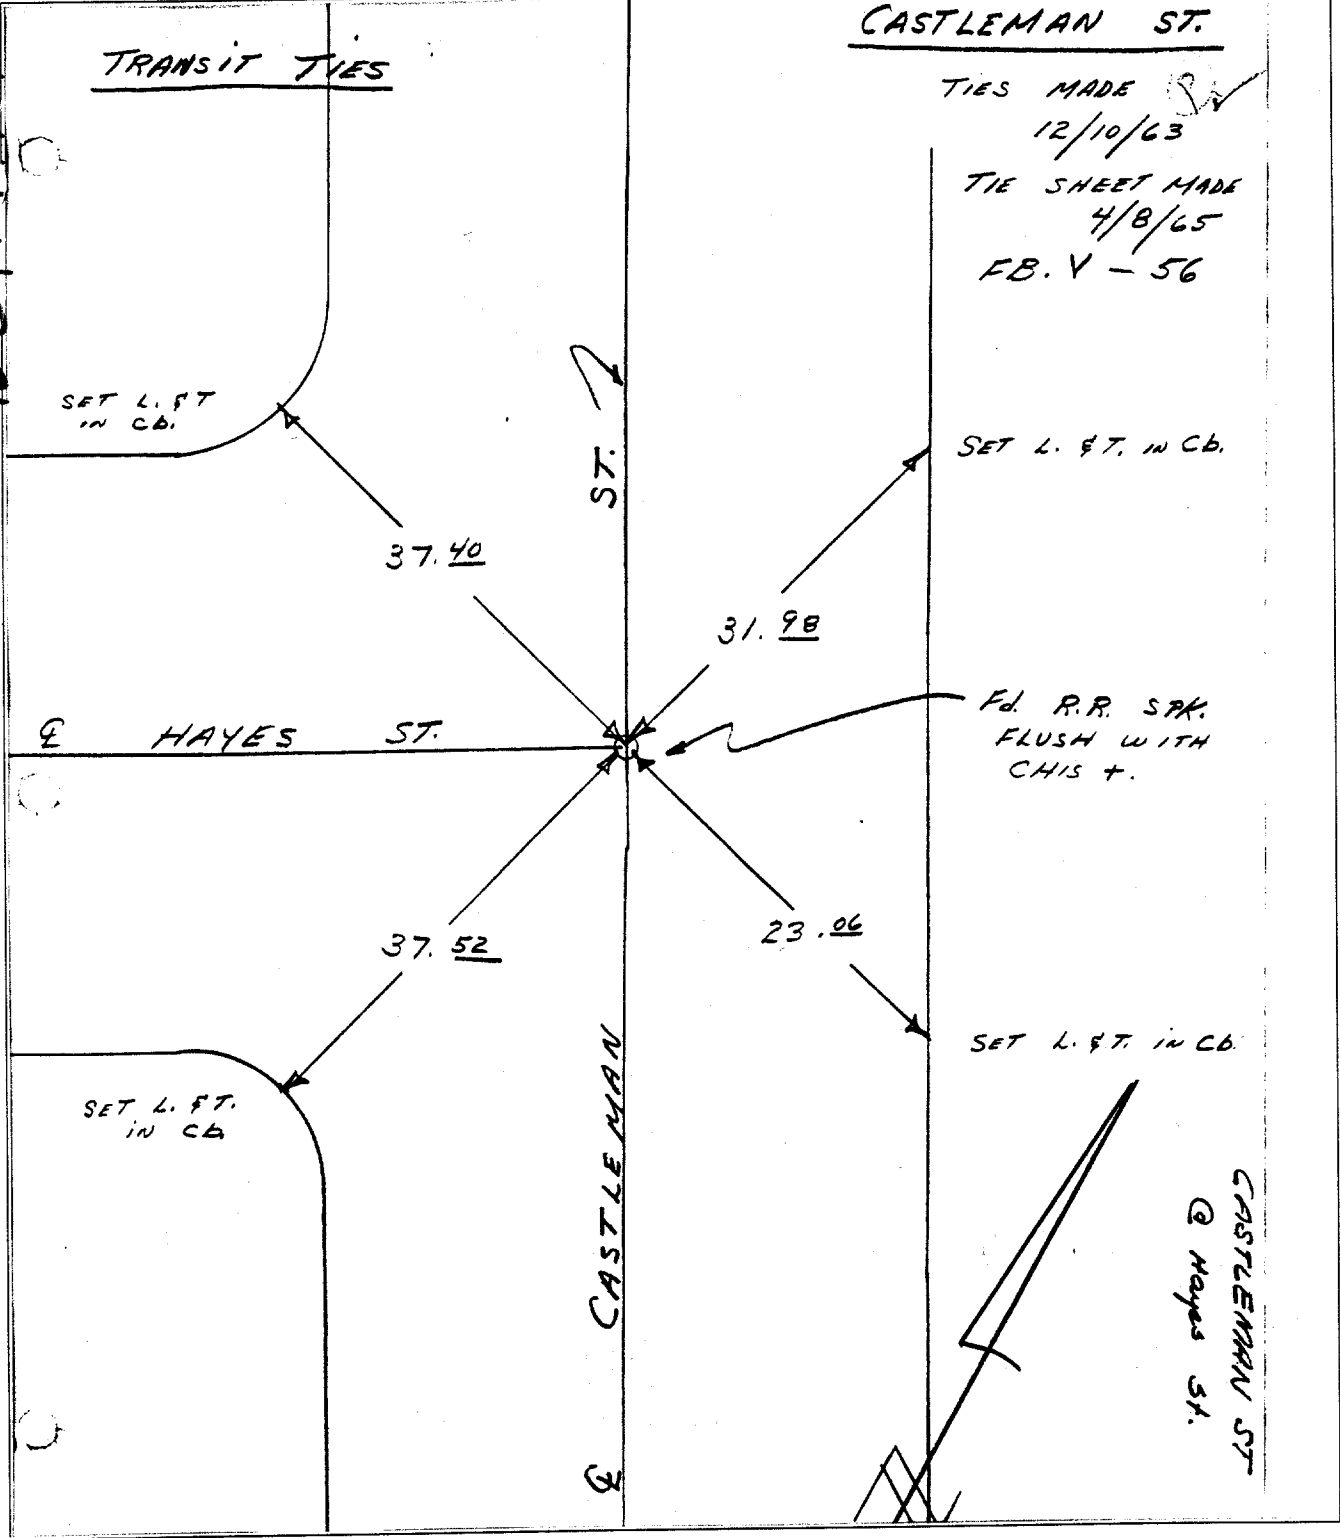 TRANSIT TIES
CASTLEMAN ST.
TIES MADE
12/10/63
TIE SHEET MADE
4/8/65
FB. V - 56
SET L. & T
IN Cb.
SET L. & T. IN Cb.
37.40
31.98
ST.
℄ HAYES ST.
Fd. R.R. SPK.
FLUSH WITH
CHIS +.
37.52
23.06
SET L. & T. IN Cb.
SET L. & T.
IN Cb.
℄ CASTLEMAN
CASTLEMAN ST
@ Hayes St.